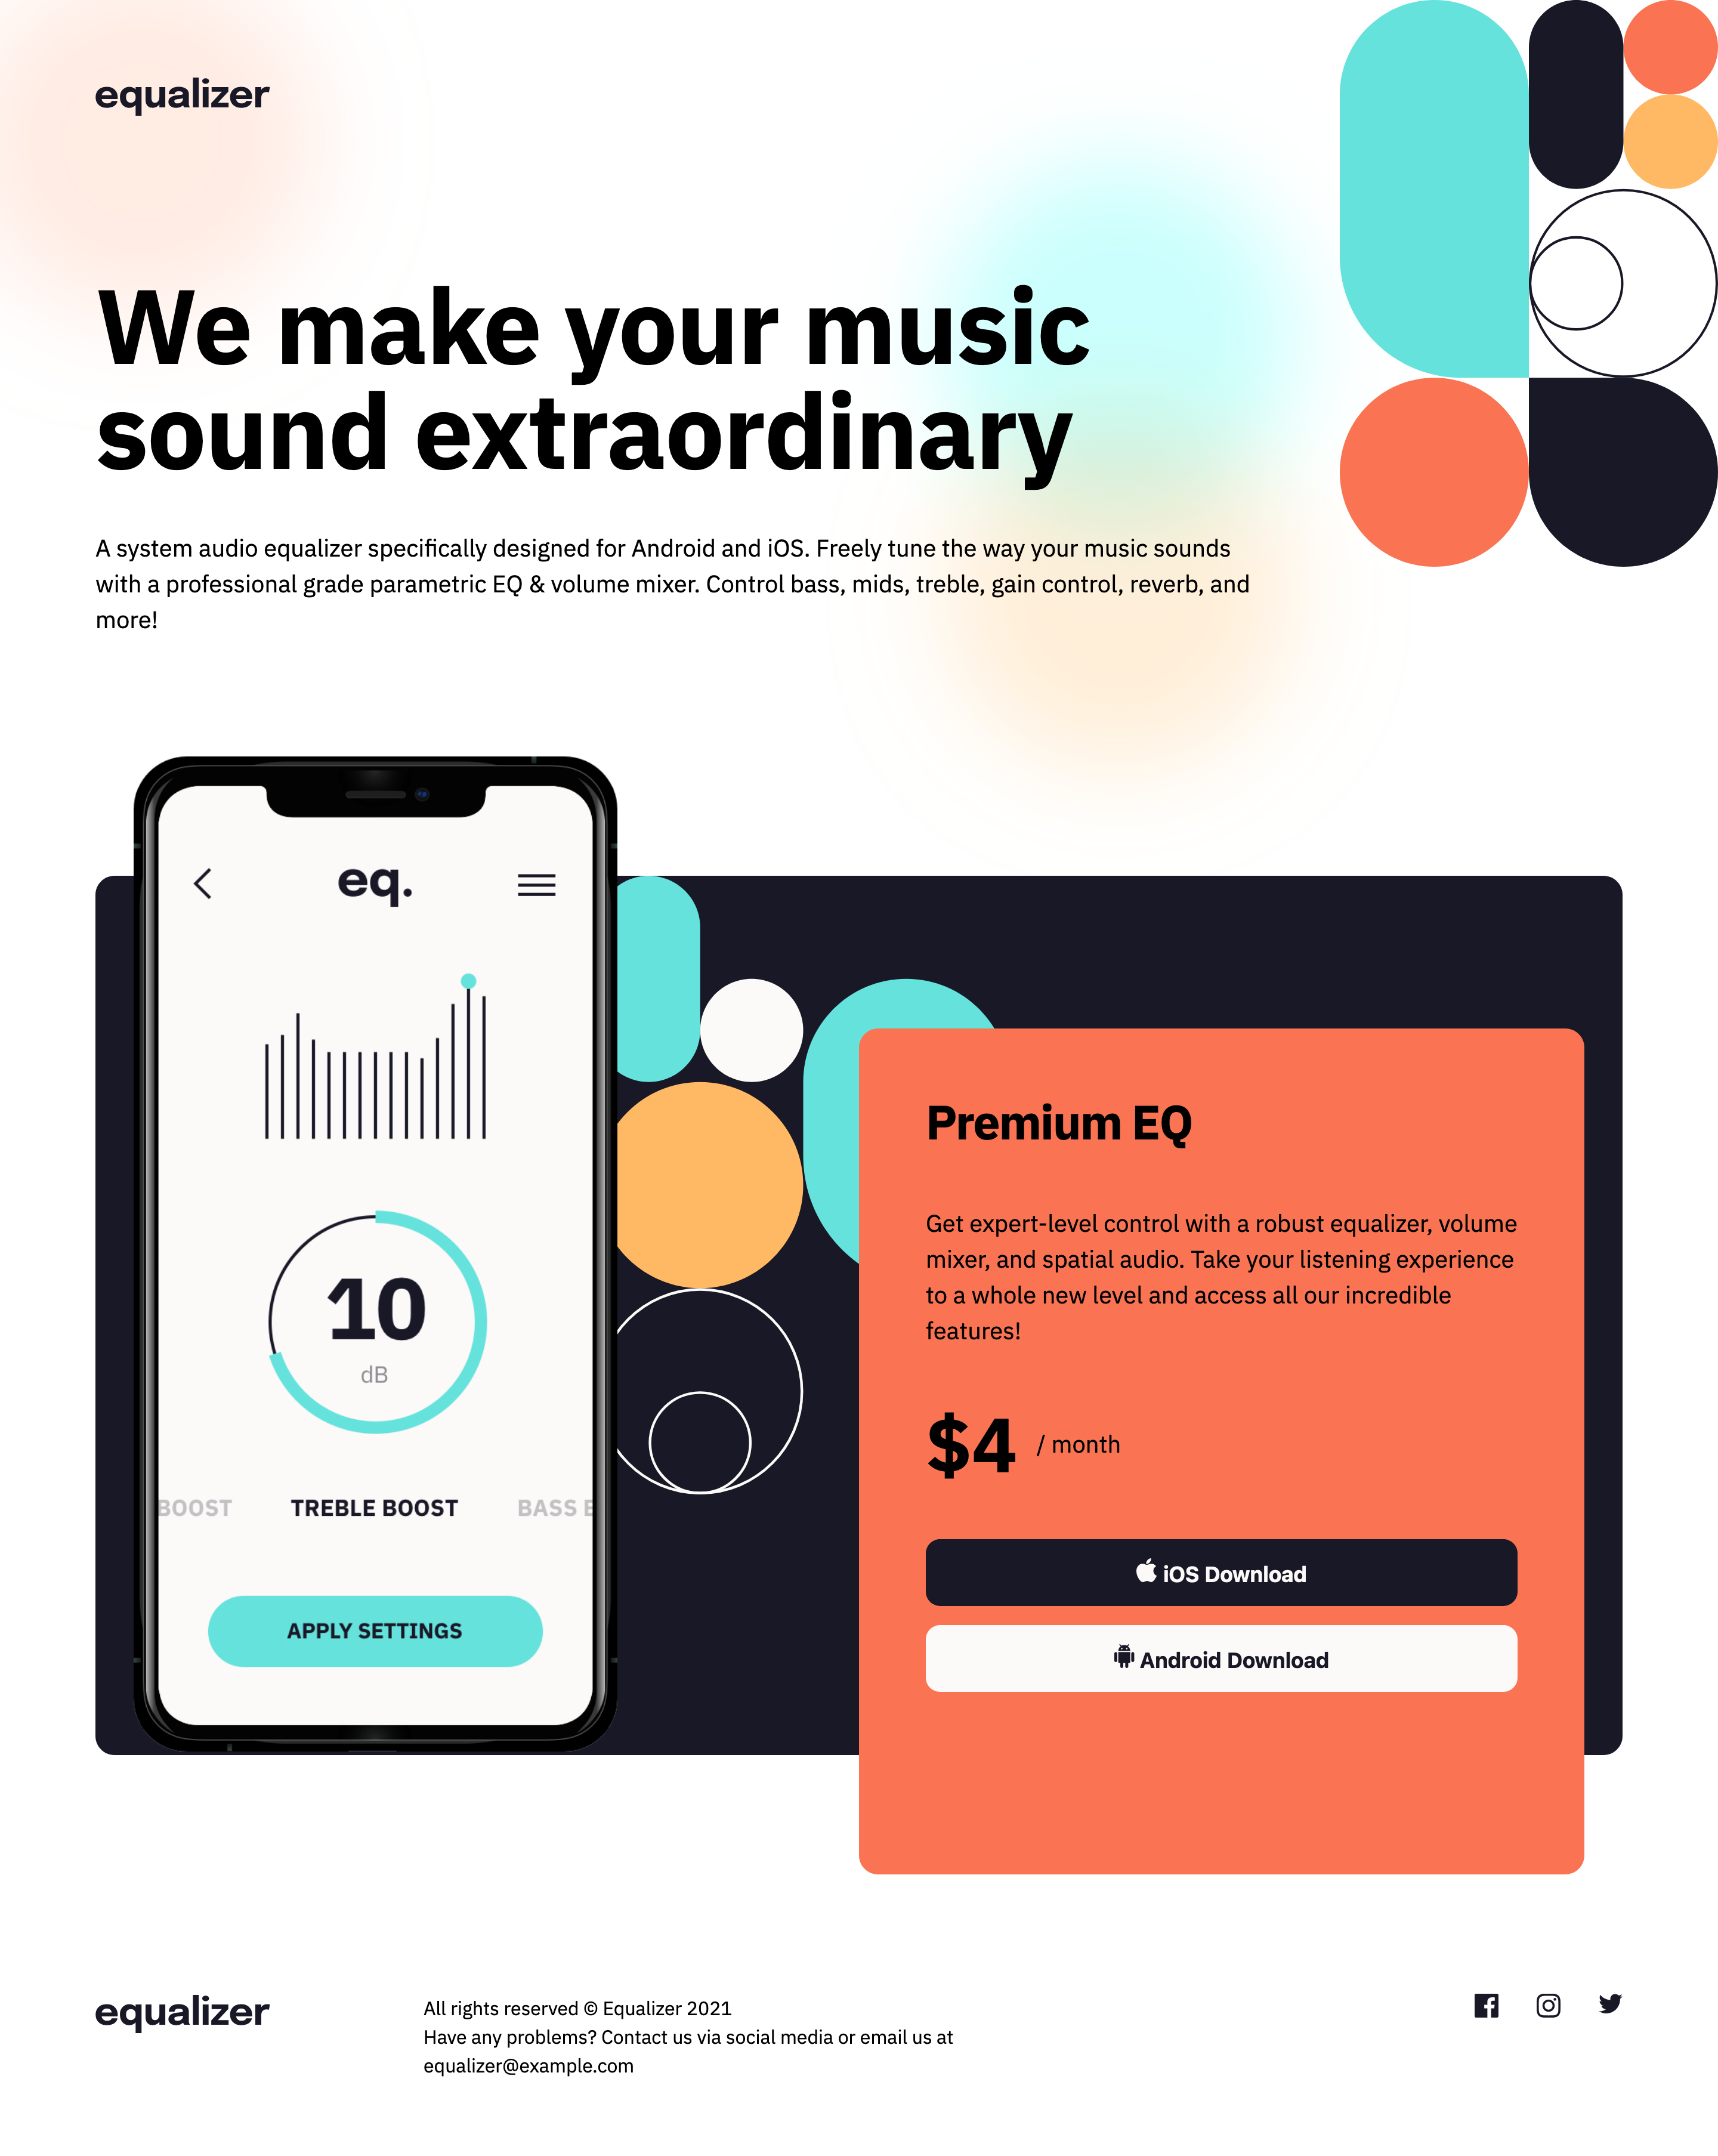 equalizer
We make your music
sound extraordinary
A system audio equalizer specifically designed for Android and iOS. Freely tune the way your music sounds
with a professional grade parametric EQ & volume mixer. Control bass, mids, treble, gain control, reverb, and
more!
eq.
10
dB
BOOST TREBLE BOOST BASS
APPLY SETTINGS
Premium EQ
Get expert-level control with a robust equalizer, volume
mixer, and spatial audio. Take your listening experience
to a whole new level and access all our incredible
features!
$4 / month
iOS Download
Android Download
equalizer
All rights reserved © Equalizer 2021
Have any problems? Contact us via social media or email us at
equalizer@example.com